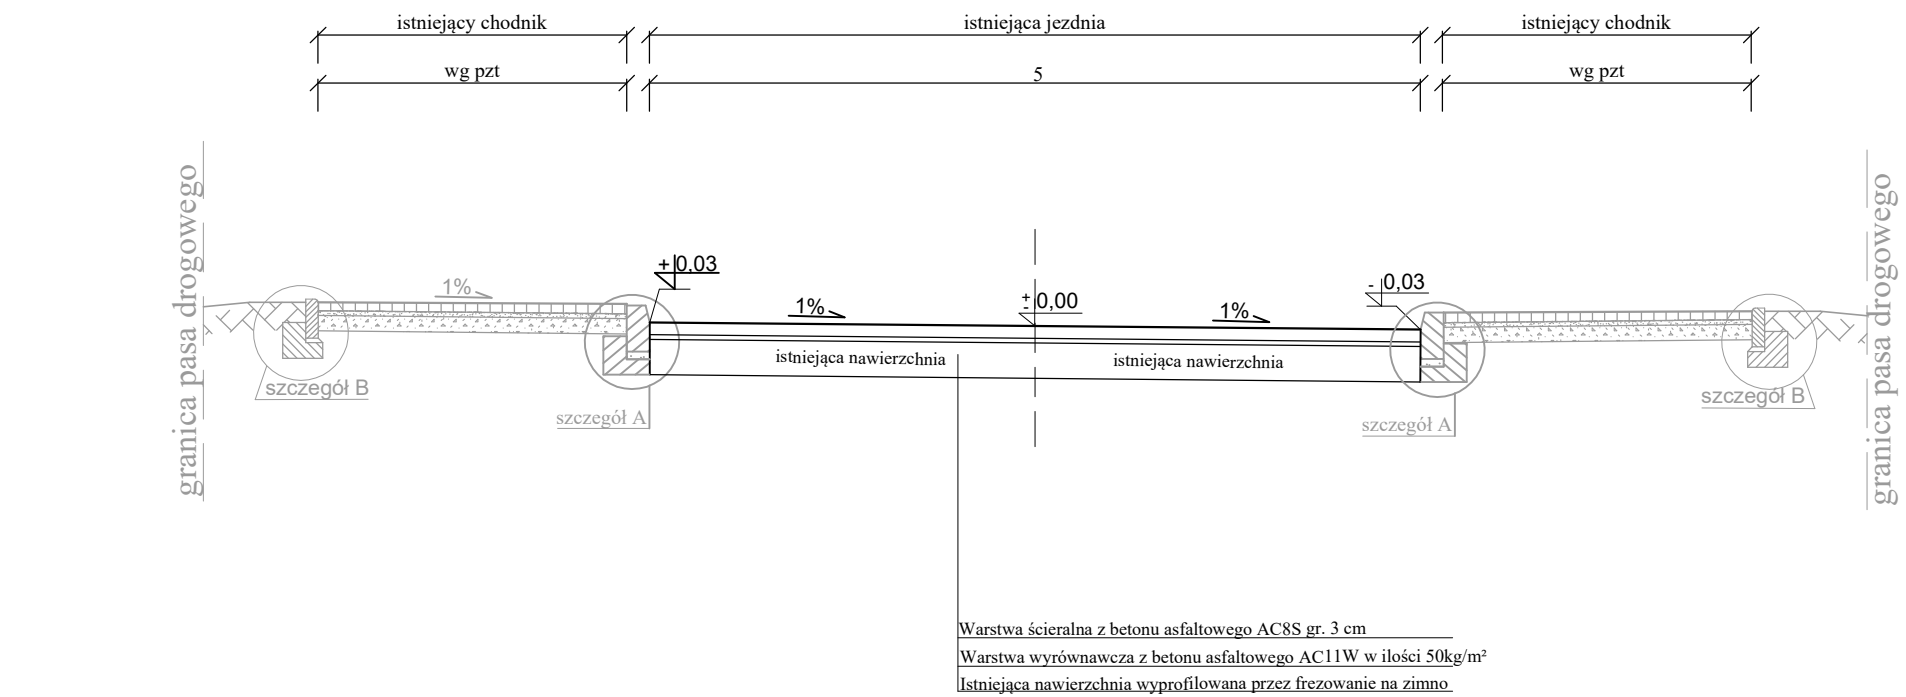 istniejący chodnik
istniejąca jezdnia
istniejący chodnik
wg pzt
5
wg pzt
granica pasa drogowego
granica pasa drogowego
+0,03
1%
1%
±0,00
1%
- 0,03
istniejąca nawierzchnia
istniejąca nawierzchnia
szczegół B
szczegół A
szczegół A
szczegół B
Warstwa ścieralna z betonu asfaltowego AC8S gr. 3 cm
Warstwa wyrównawcza z betonu asfaltowego AC11W w ilości 50kg/m²
Istniejąca nawierzchnia wyprofilowana przez frezowanie na zimno